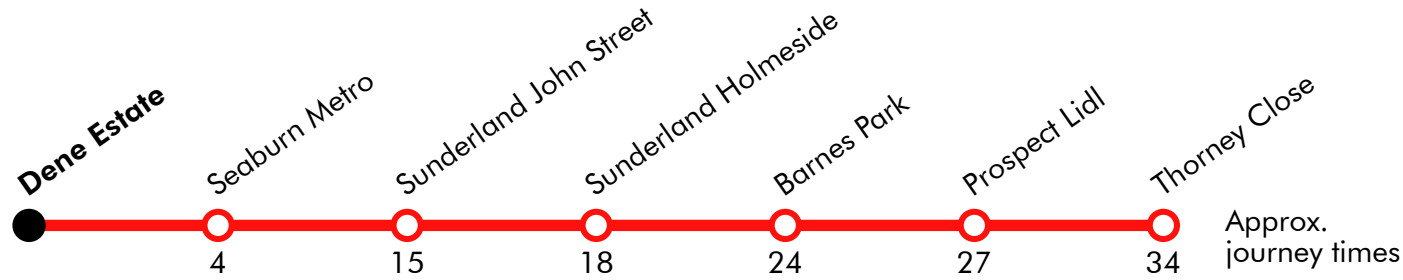 Dene Estate
Seaburn Metro
Sunderland John Street
Sunderland Holmeside
Barnes Park
Prospect Lidl
Thorney Close
4
15
18
24
27
34
Approx.
journey times